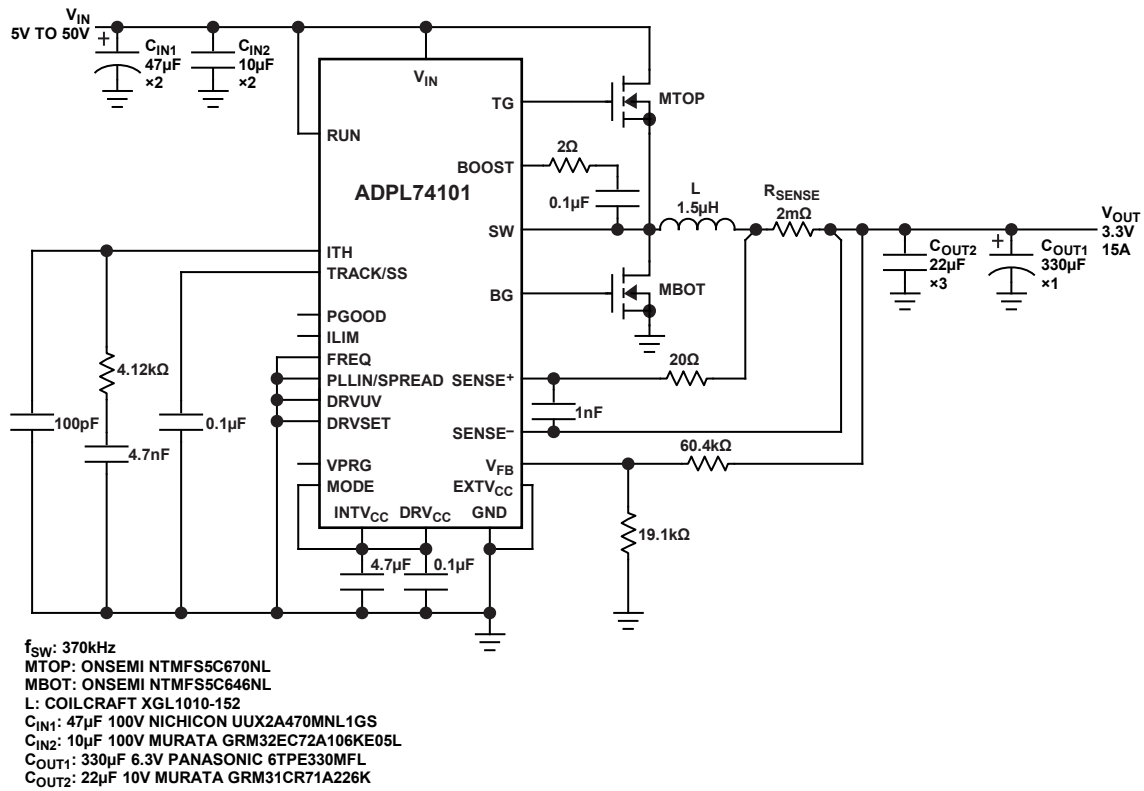 VIN
5V TO 50V
+
CIN1
47µF
×2
CIN2
10µF
×2
VIN
TG
MTOP
RUN
BOOST
2Ω
ADPL74101
0.1µF
L
1.5µH
RSENSE
2mΩ
VOUT
3.3V
15A
SW
ITH
TRACK/SS
COUT2
22µF
×3
+
COUT1
330µF
×1
BG
MBOT
PGOOD
ILIM
FREQ
PLLIN/SPREAD
DRVUV
DRVSET
4.12kΩ
20Ω
SENSE+
1nF
SENSE–
100pF
4.7nF
0.1µF
60.4kΩ
VPRG
MODE
VFB
EXTVCC
INTVCC
DRVCC
GND
19.1kΩ
4.7µF
0.1µF
fSW: 370kHz
MTOP: ONSEMI NTMFS5C670NL
MBOT: ONSEMI NTMFS5C646NL
L: COILCRAFT XGL1010-152
CIN1: 47µF 100V NICHICON UUX2A470MNL1GS
CIN2: 10µF 100V MURATA GRM32EC72A106KE05L
COUT1: 330µF 6.3V PANASONIC 6TPE330MFL
COUT2: 22µF 10V MURATA GRM31CR71A226K